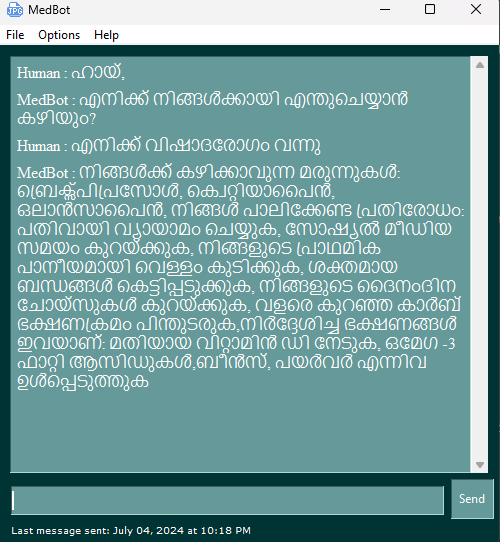 JPG MedBot
File Options Help
Human : ഹായ്,
MedBot : എനിക്ക് നിങ്ങൾക്കായി എന്തുചെയ്യാൻ
കഴിയും?
Human : എനിക്ക് വിഷാദരോഗം വന്നു
MedBot : നിങ്ങൾക്ക് കഴിക്കാവുന്ന മരുന്നുകൾ:
ബ്രെക്സ്പിപ്രസോൾ, ക്വെറ്റിയാപൈൻ,
ഒലാൻസാപൈൻ, നിങ്ങൾ പാലിക്കേണ്ട പ്രതിരോധം:
പതിവായി വ്യായാമം ചെയ്യുക, സോഷ്യൽ മീഡിയ
സമയം കുറയ്ക്കുക, നിങ്ങളുടെ പ്രാഥമിക
പാനീയമായി വെള്ളം കുടിക്കുക, ശക്തമായ
ബന്ധങ്ങൾ കെട്ടിപ്പടുക്കുക, നിങ്ങളുടെ ദൈനംദിന
ചോയ്സുകൾ കുറയ്ക്കുക, വളരെ കുറഞ്ഞ കാർബ്
ഭക്ഷണക്രമം പിന്തുടരുക,നിർദ്ദേശിച്ച ഭക്ഷണങ്ങൾ
ഇവയാണ്: മതിയായ വിറ്റാമിൻ ഡി നേടുക, ഒമേഗ -3
ഫാറ്റി ആസിഡുകൾ,ബീൻസ്, പയർവർ എന്നിവ
ഉൾപ്പെടുത്തുക
Send
Last message sent: July 04, 2024 at 10:18 PM